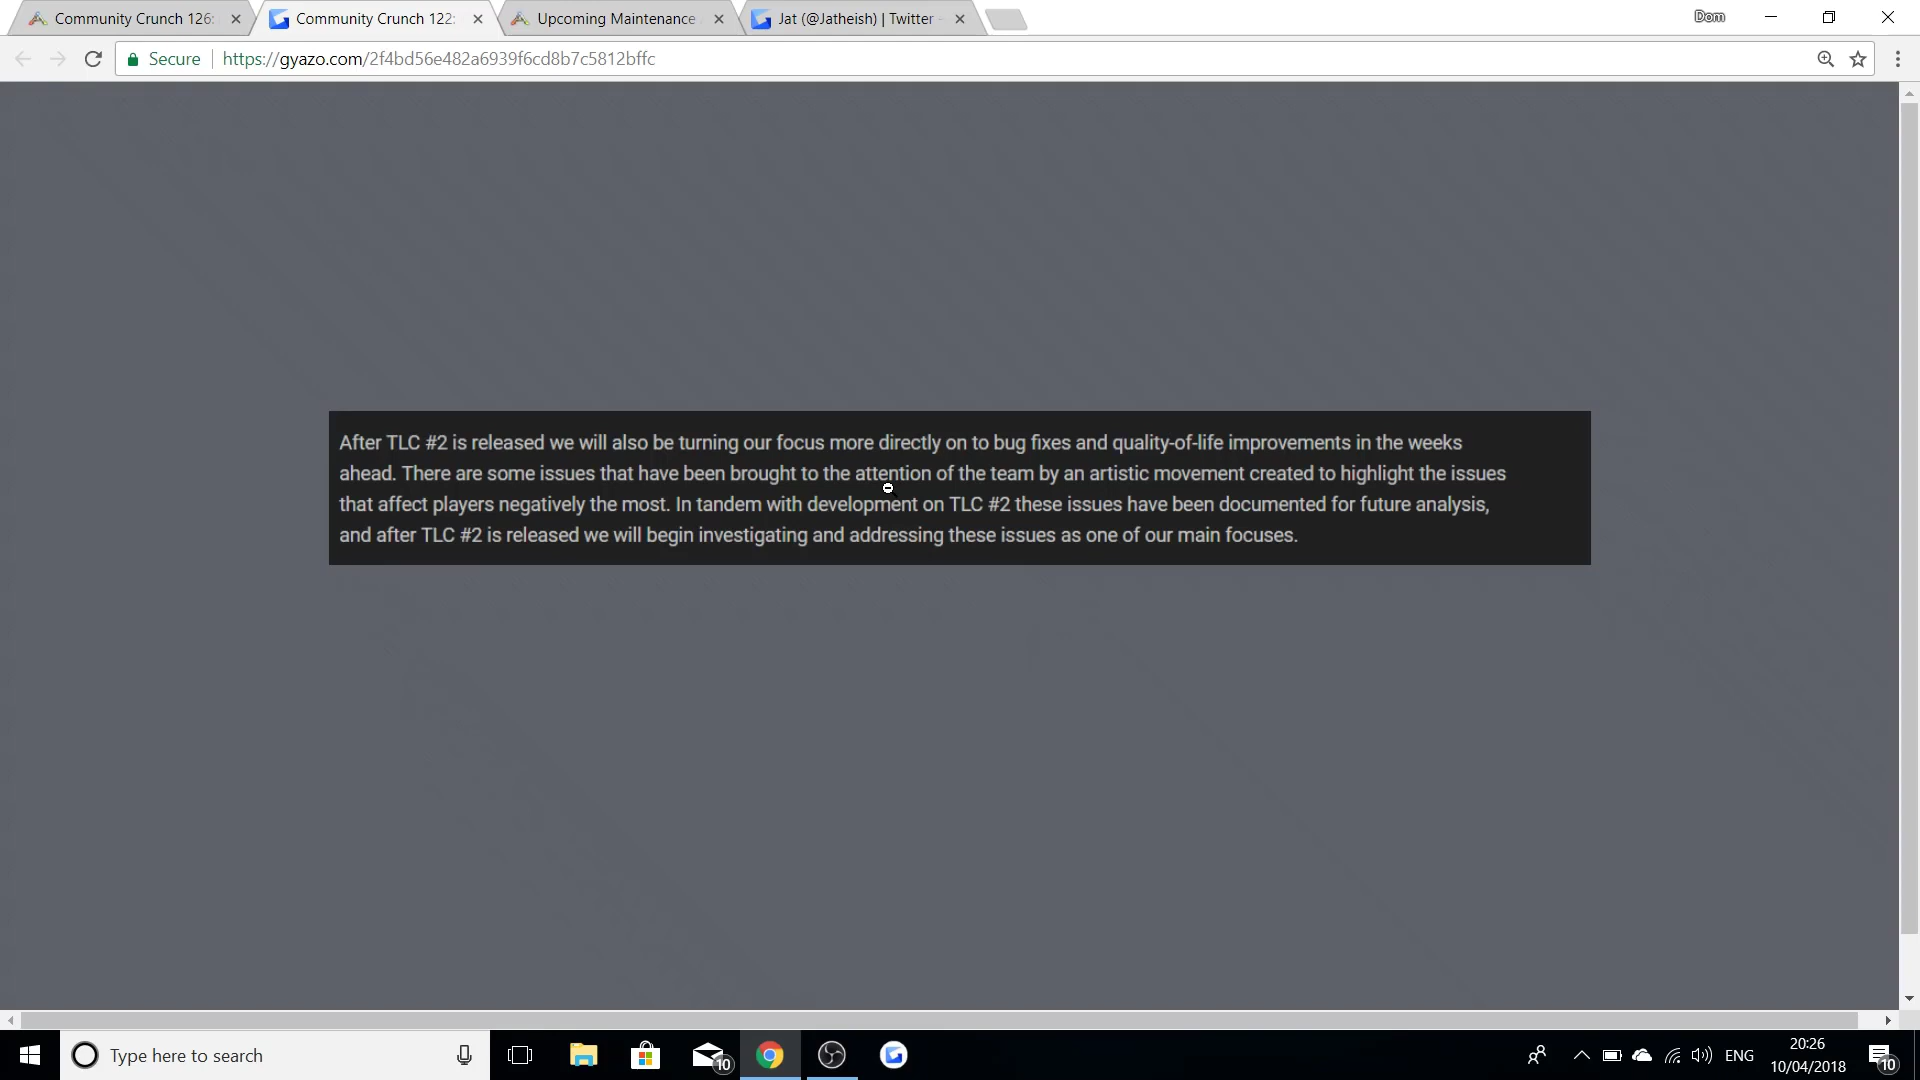 Community Crunch 126:
Community Crunch 122:
Upcoming Maintenance
Jat (@Jatheish) | Twitter -
Dom
Secure
https://gyazo.com/2f4bd56e482a6939f6cd8b7c5812bffc
After TLC #2 is released we will also be turning our focus more directly on to bug fixes and quality-of-life improvements in the weeks
ahead. There are some issues that have been brought to the attention of the team by an artistic movement created to highlight the issues
that affect players negatively the most. In tandem with development on TLC #2 these issues have been documented for future analysis,
and after TLC #2 is released we will begin investigating and addressing these issues as one of our main focuses.
Type here to search
10
ENG
20:26
10/04/2018
10